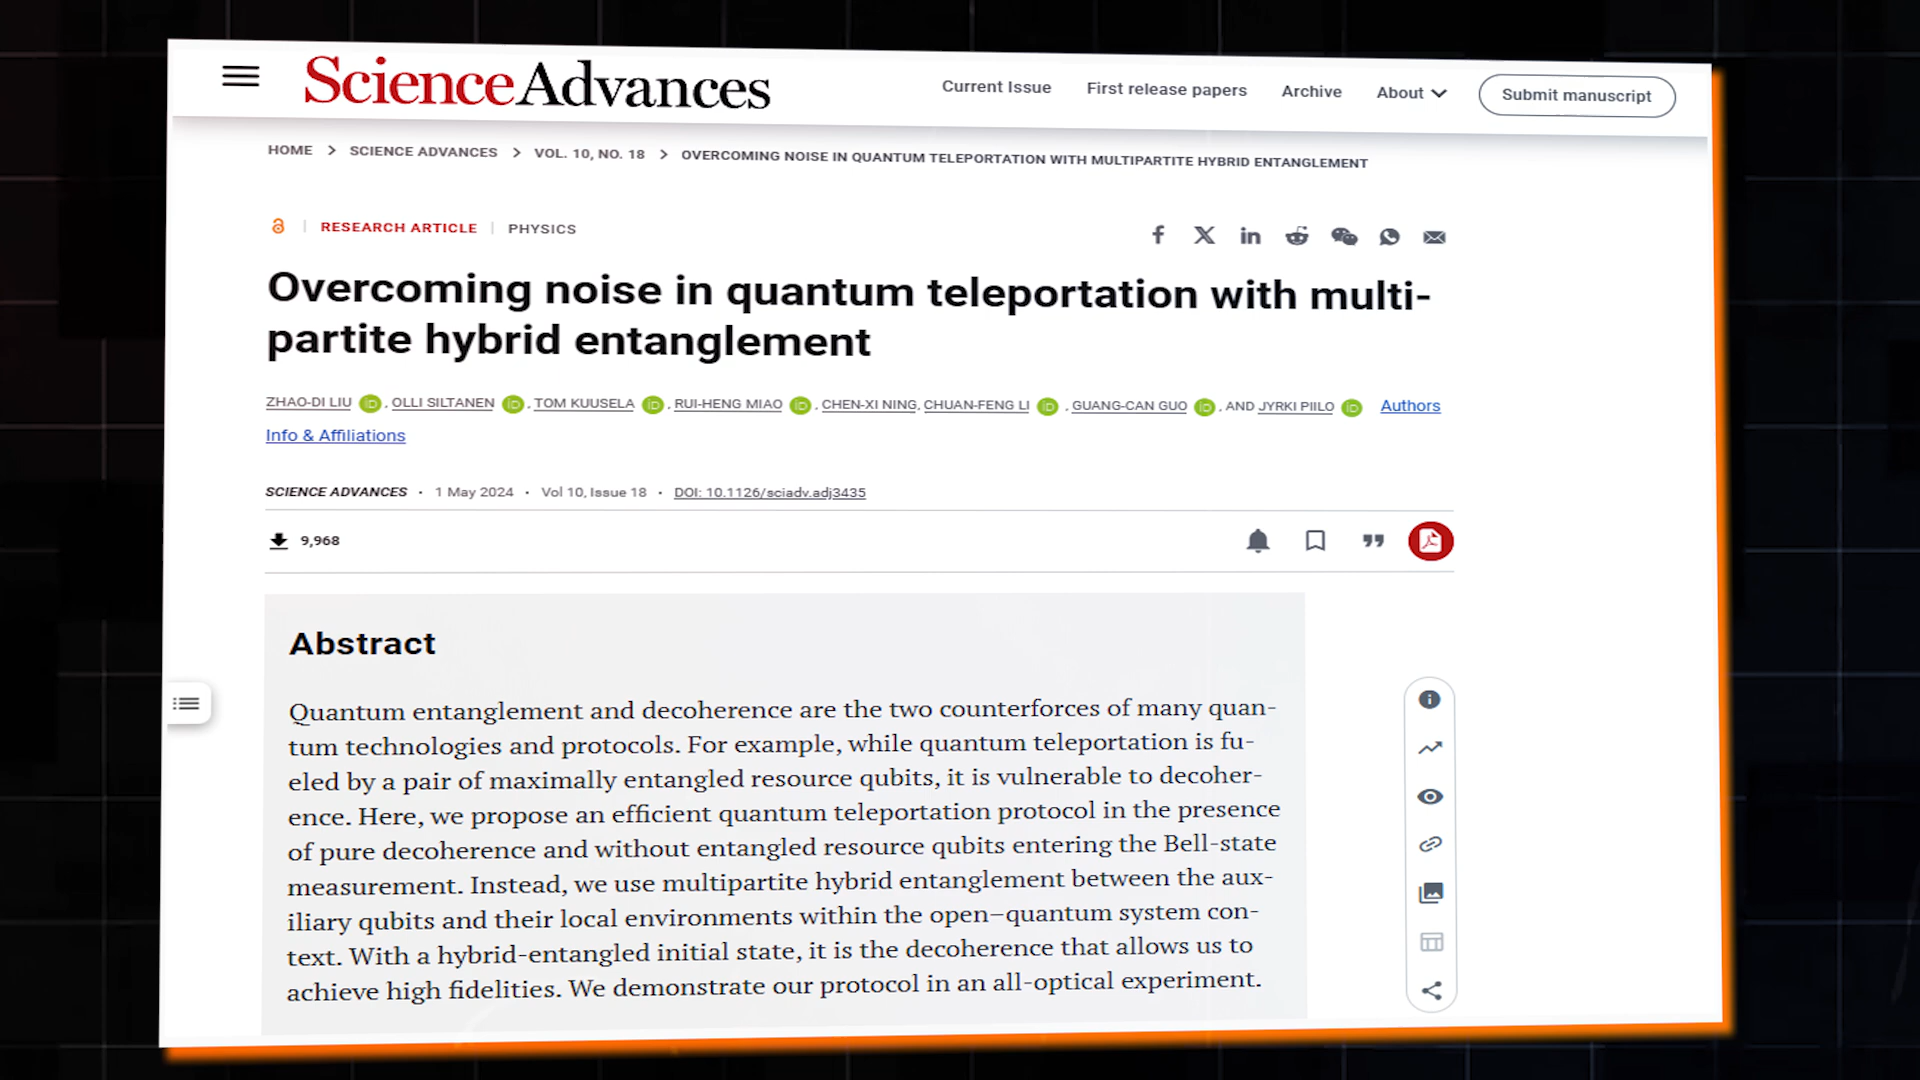 ScienceAdvances
Current Issue First release papers Archive About Submit manuscript
HOME > SCIENCE ADVANCES > VOL. 10, NO. 18 > OVERCOMING NOISE IN QUANTUM TELEPORTATION WITH MULTIPARTITE HYBRID ENTANGLEMENT
RESEARCH ARTICLE | PHYSICS
Overcoming noise in quantum teleportation with multi-
partite hybrid entanglement
ZHAO-DI LIU iD, OLLI SILTANEN iD, TOM KUUSELA iD, RUI-HENG MIAO iD, CHEN-XI NING, CHUAN-FENG LI iD, GUANG-CAN GUO iD, AND JYRKI PIILO iD Authors
Info & Affiliations
SCIENCE ADVANCES · 1 May 2024 · Vol 10, Issue 18 · DOI: 10.1126/sciadv.adj3435
9,968
Abstract
Quantum entanglement and decoherence are the two counterforces of many quan-
tum technologies and protocols. For example, while quantum teleportation is fu-
eled by a pair of maximally entangled resource qubits, it is vulnerable to decoher-
ence. Here, we propose an efficient quantum teleportation protocol in the presence
of pure decoherence and without entangled resource qubits entering the Bell-state
measurement. Instead, we use multipartite hybrid entanglement between the aux-
iliary qubits and their local environments within the open–quantum system con-
text. With a hybrid-entangled initial state, it is the decoherence that allows us to
achieve high fidelities. We demonstrate our protocol in an all-optical experiment.